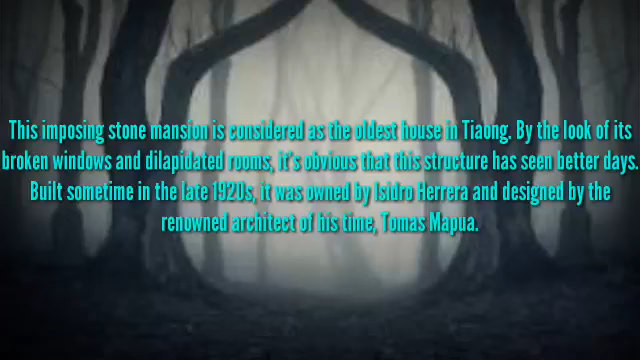 This imposing stone mansion is considered as the oldest house in Tiaong. By the look of its
broken windows and dilapidated rooms, it's obvious that this structure has seen better days.
Built sometime in the late 1920s, it was owned by Isidro Herrera and designed by the
renowned architect of his time, Tomas Mapua.